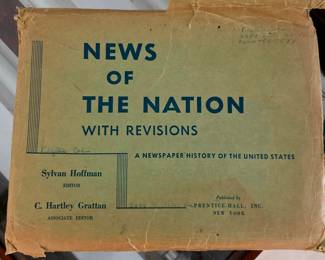 NEWS
OF
THE NATION
WITH REVISIONS
A NEWSPAPER HISTORY OF THE UNITED STATES
Sylvan Hoffman
EDITOR
C. Hartley Grattan
ASSOCIATE EDITOR
Published by
PRENTICE-HALL, INC.
NEW YORK